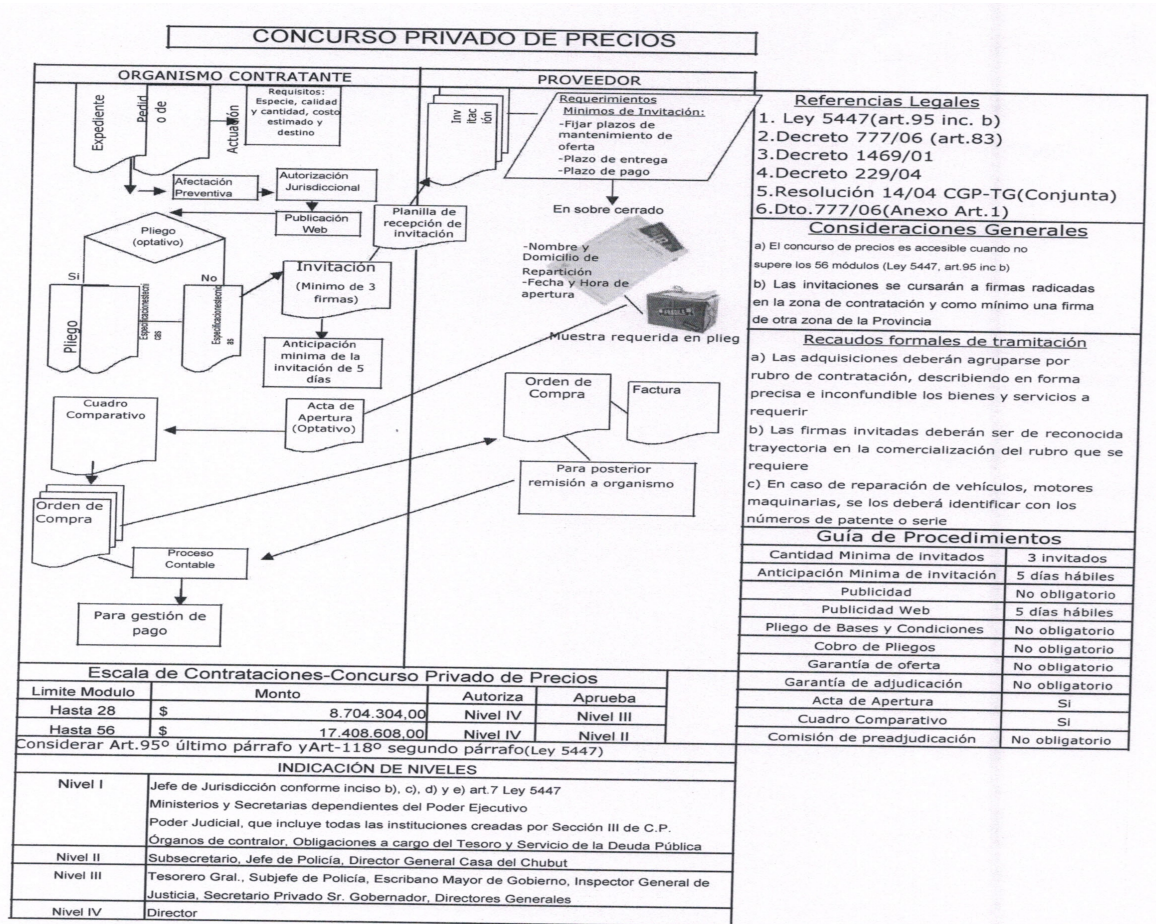 CONCURSO PRIVADO DE PRECIOS
ORGANISMO CONTRATANTE
Expediente
Pedid
o de
Actuación
Requisitos:
Especie, calidad
y cantidad, costo
estimado y
destino
Afectación
Preventiva
Autorización
Jurisdiccional
Publicación
Web
Pliego
(optativo)
Si
No
Pliego
Especificacionestecni
cas
Especificacionestecnic
as
Invitación
(Minimo de 3
firmas)
Anticipación
minima de la
invitación de 5
días
Planilla de
recepción de
invitación
Cuadro
Comparativo
Acta de
Apertura
(Optativo)
Orden de
Compra
Proceso
Contable
Para gestión de
pago
PROVEEDOR
Inv
itac
ión
Requerimientos
Minimos de Invitación:
-Fijar plazos de
mantenimiento de
oferta
-Plazo de entrega
-Plazo de pago
En sobre cerrado
-Nombre y
Domicilio de
Repartición
-Fecha y Hora de
apertura
Muestra requerida en plieg
Orden de
Compra
Factura
Para posterior
remisión a organismo
Referencias Legales
1. Ley 5447(art.95 inc. b)
2.Decreto 777/06 (art.83)
3.Decreto 1469/01
4.Decreto 229/04
5.Resolución 14/04 CGP-TG(Conjunta)
6.Dto.777/06(Anexo Art.1)
Consideraciones Generales
a) El concurso de precios es accesible cuando no
supere los 56 módulos (Ley 5447, art.95 inc b)
b) Las invitaciones se cursarán a firmas radicadas
en la zona de contratación y como mínimo una firma
de otra zona de la Provincia
Recaudos formales de
tramitación
a) Las adquisiciones deberán agruparse por
rubro de contratación, describiendo en forma
precisa e inconfundible los bienes y servicios a
requerir
b) Las firmas invitadas deberán ser de reconocida
trayectoria en la comercialización del rubro que se
requiere
c) En caso de reparación de vehículos, motores
maquinarias, se los deberá identificar con los
números de patente o serie
Guía de Procedimientos
Cantidad Minima de invitados 3 invitados
Anticipación Minima de invitación 5 días hábiles
Publicidad No obligatorio
Publicidad Web 5 días hábiles
Pliego de Bases y Condiciones No obligatorio
Cobro de Pliegos No obligatorio
Garantía de oferta No obligatorio
Garantía de adjudicación No obligatorio
Acta de Apertura Si
Cuadro Comparativo Si
Comisión de preadjudicación No obligatorio
Escala de Contrataciones-Concurso Privado de Precios
Limite Modulo Monto Autoriza Aprueba
Hasta 28 $ 8.704.304,00 Nivel IV Nivel III
Hasta 56 $ 17.408.608,00 Nivel IV Nivel II
Considerar Art.95º último párrafo yArt-118º segundo párrafo(Ley 5447)
INDICACIÓN DE NIVELES
Nivel I Jefe de Jurisdicción conforme inciso b), c), d) y e) art.7 Ley 5447
Ministerios y Secretarias dependientes del Poder Ejecutivo
Poder Judicial, que incluye todas las instituciones creadas por Sección III de C.P.
Órganos de contralor, Obligaciones a cargo del Tesoro y Servicio de la Deuda Pública
Nivel II Subsecretario, Jefe de Policía, Director General Casa del Chubut
Nivel III Tesorero Gral., Subjefe de Policía, Escribano Mayor de Gobierno, Inspector General de
Justicia, Secretario Privado Sr. Gobernador, Directores Generales
Nivel IV Director